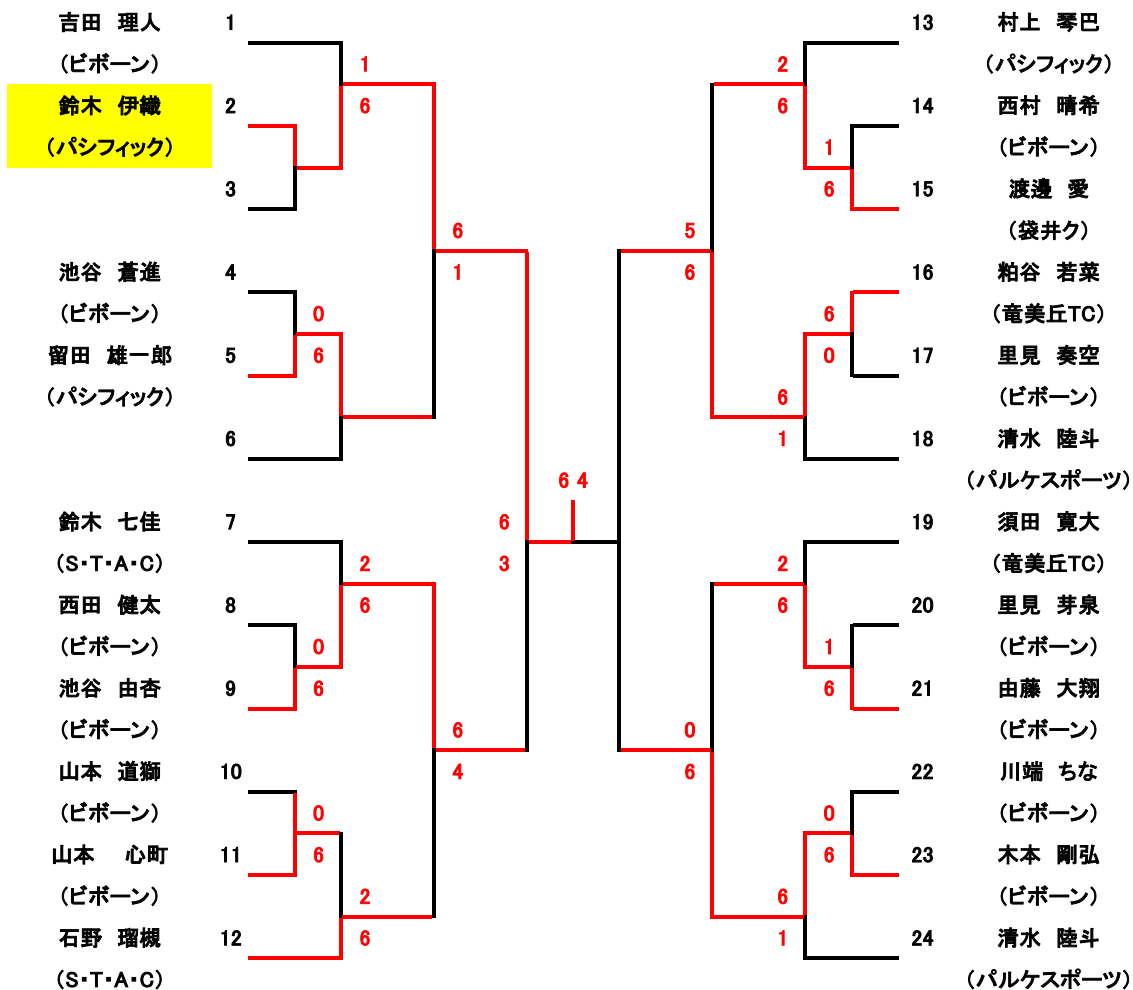 吉田 理人 1
(ビボーン)
1
鈴木 伊織 2
6
(パシフィック)
3
6
池谷 蒼進 4
1
(ビボーン)
0
留田 雄一郎 5
6
(パシフィック)
6
鈴木 七佳 7
6
(S・T・A・C)
2
3
西田 健太 8
6
(ビボーン)
0
池谷 由杏 9
6
(ビボーン)
6
山本 道獅 10
4
(ビボーン)
0
山本 心町 11
6
(ビボーン)
2
石野 瑠槻 12
6
(S・T・A・C)
6 4
13 村上 琴巴
2
(パシフィック)
6
14 西村 晴希
1
(ビボーン)
6
15 渡邊 愛
5
(袋井ク)
6
16 粕谷 若菜
6
(竜美丘TC)
0
17 里見 奏空
6
(ビボーン)
1
18 清水 陸斗
(パルケスポーツ)
19 須田 寛大
2
(竜美丘TC)
6
20 里見 芽泉
1
(ビボーン)
6
21 由藤 大翔
0
(ビボーン)
6
22 川端 ちな
0
(ビボーン)
6
23 木本 剛弘
6
(ビボーン)
1
24 清水 陸斗
(パルケスポーツ)